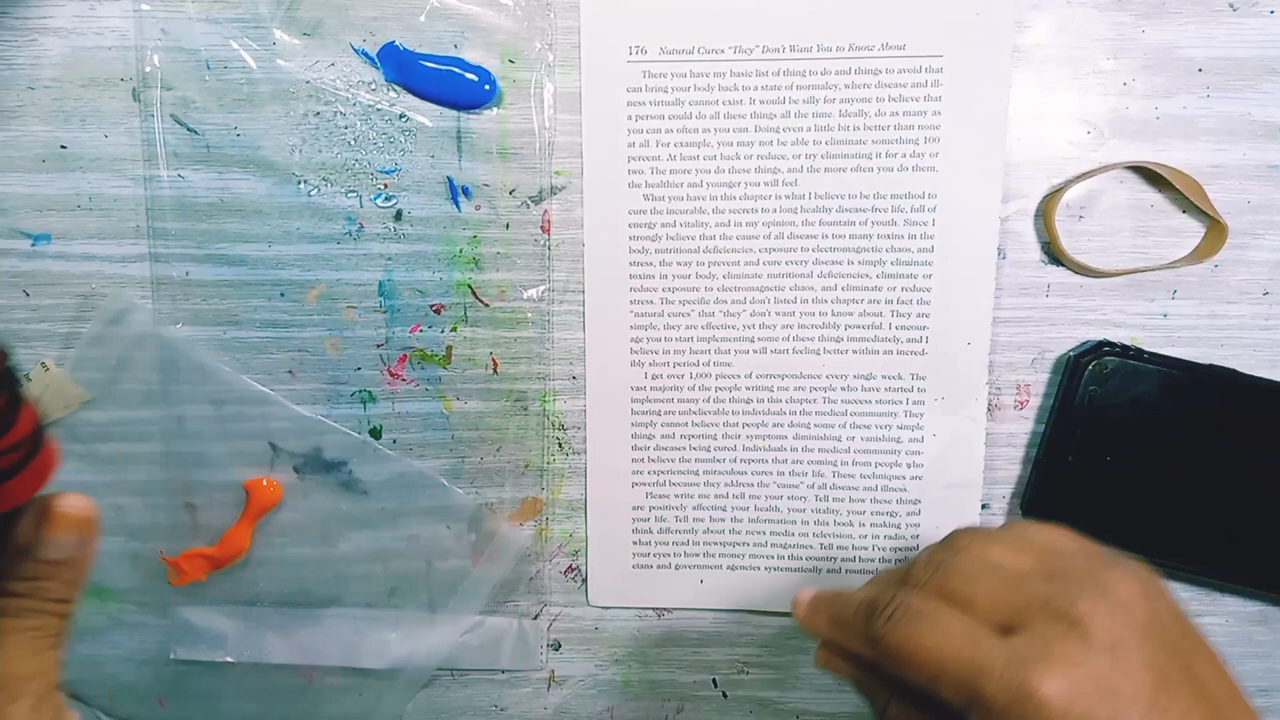 176 Natural Cures "They" Don't Want You to Know About
There you have my basic list of thing to do and things to avoid that
can bring your body back to a state of normalcy, where disease and ill-
ness virtually cannot exist. It would be silly for anyone to believe that
a person could do all these things all the time. Ideally, do as many as
you can as often as you can. Doing even a little bit is better than none
at all. For example, you may not be able to eliminate something 100
percent. At least cut back or reduce, or try eliminating it for a day or
two. The more you do these things, and the more often you do them,
the healthier and younger you will feel.
What you have in this chapter is what I believe to be the method to
cure the incurable, the secrets to a long healthy disease-free life, full of
energy and vitality, and in my opinion, the fountain of youth. Since I
strongly believe that the cause of all disease is too many toxins in the
body, nutritional deficiencies, exposure to electromagnetic chaos, and
stress, the way to prevent and cure every disease is simply eliminate
toxins in your body, eliminate nutritional deficiencies, eliminate or
reduce exposure to electromagnetic chaos, and eliminate or reduce
stress. The specific dos and don't listed in this chapter are in fact the
"natural cures" that "they" don't want you to know about. They are
simple, they are effective, yet they are incredibly powerful. I encour-
age you to start implementing some of these things immediately, and I
believe in my heart that you will start feeling better within an incred-
ibly short period of time.
I get over 1,000 pieces of correspondence every single week. The
vast majority of the people writing me are people who have started to
implement many of the things in this chapter. The success stories I am
hearing are unbelievable to individuals in the medical community. They
simply cannot believe that people are doing some of these very simple
things and reporting their symptoms diminishing or vanishing, and
their diseases being cured. Individuals in the medical community can-
not believe the number of reports that are coming in from people who
are experiencing miraculous cures in their life. These techniques are
powerful because they address the "cause" of all disease and illness.
Please write me and tell me your story. Tell me how these things
are positively affecting your health, your vitality, your energy, and
your life. Tell me how the information in this book is making you
think differently about the news media on television, or in radio, or
what you read in newspapers and magazines. Tell me how I've opened
your eyes to how the money moves in this country and how the
cians and government agencies systematically and